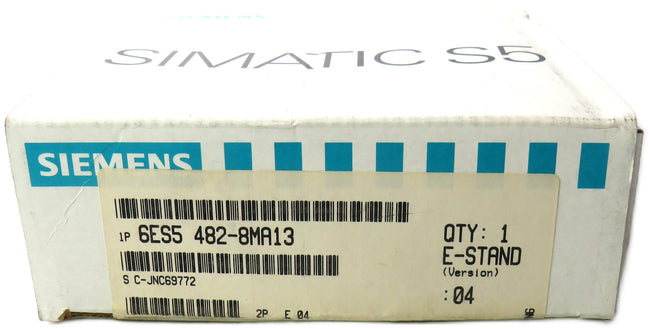 SIMATIC S5
SIEMENS
1P 6ES5 482-8MA13
QTY: 1
E-STAND
(Version)
:04
S C-JNC69772
2P E 04